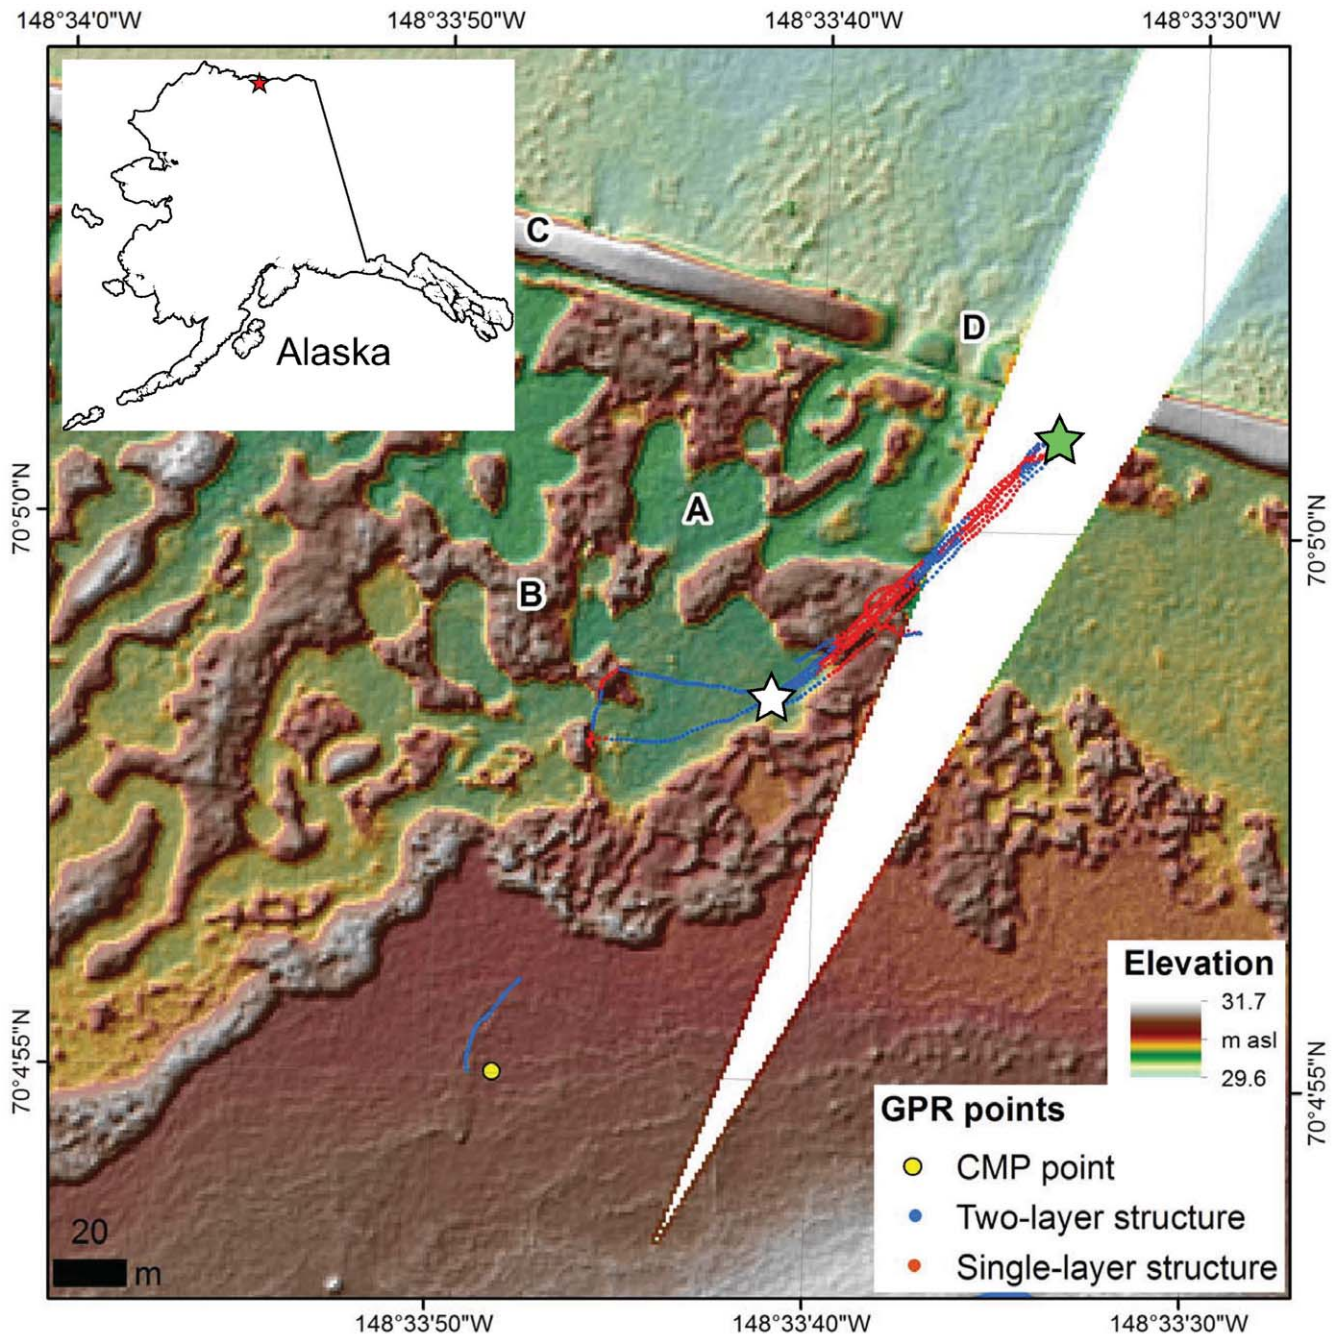 148°34'0"W 148°33'50"W 148°33'40"W 148°33'30"W
C
D
Alaska
A
70°5'0"N
70°5'0"N
B
Elevation
31.7
m asl
29.6
70°4'55"N
70°4'55"N
GPR points
CMP point
Two-layer structure
Single-layer structure
20
m
148°33'50"W 148°33'40"W 148°33'30"W